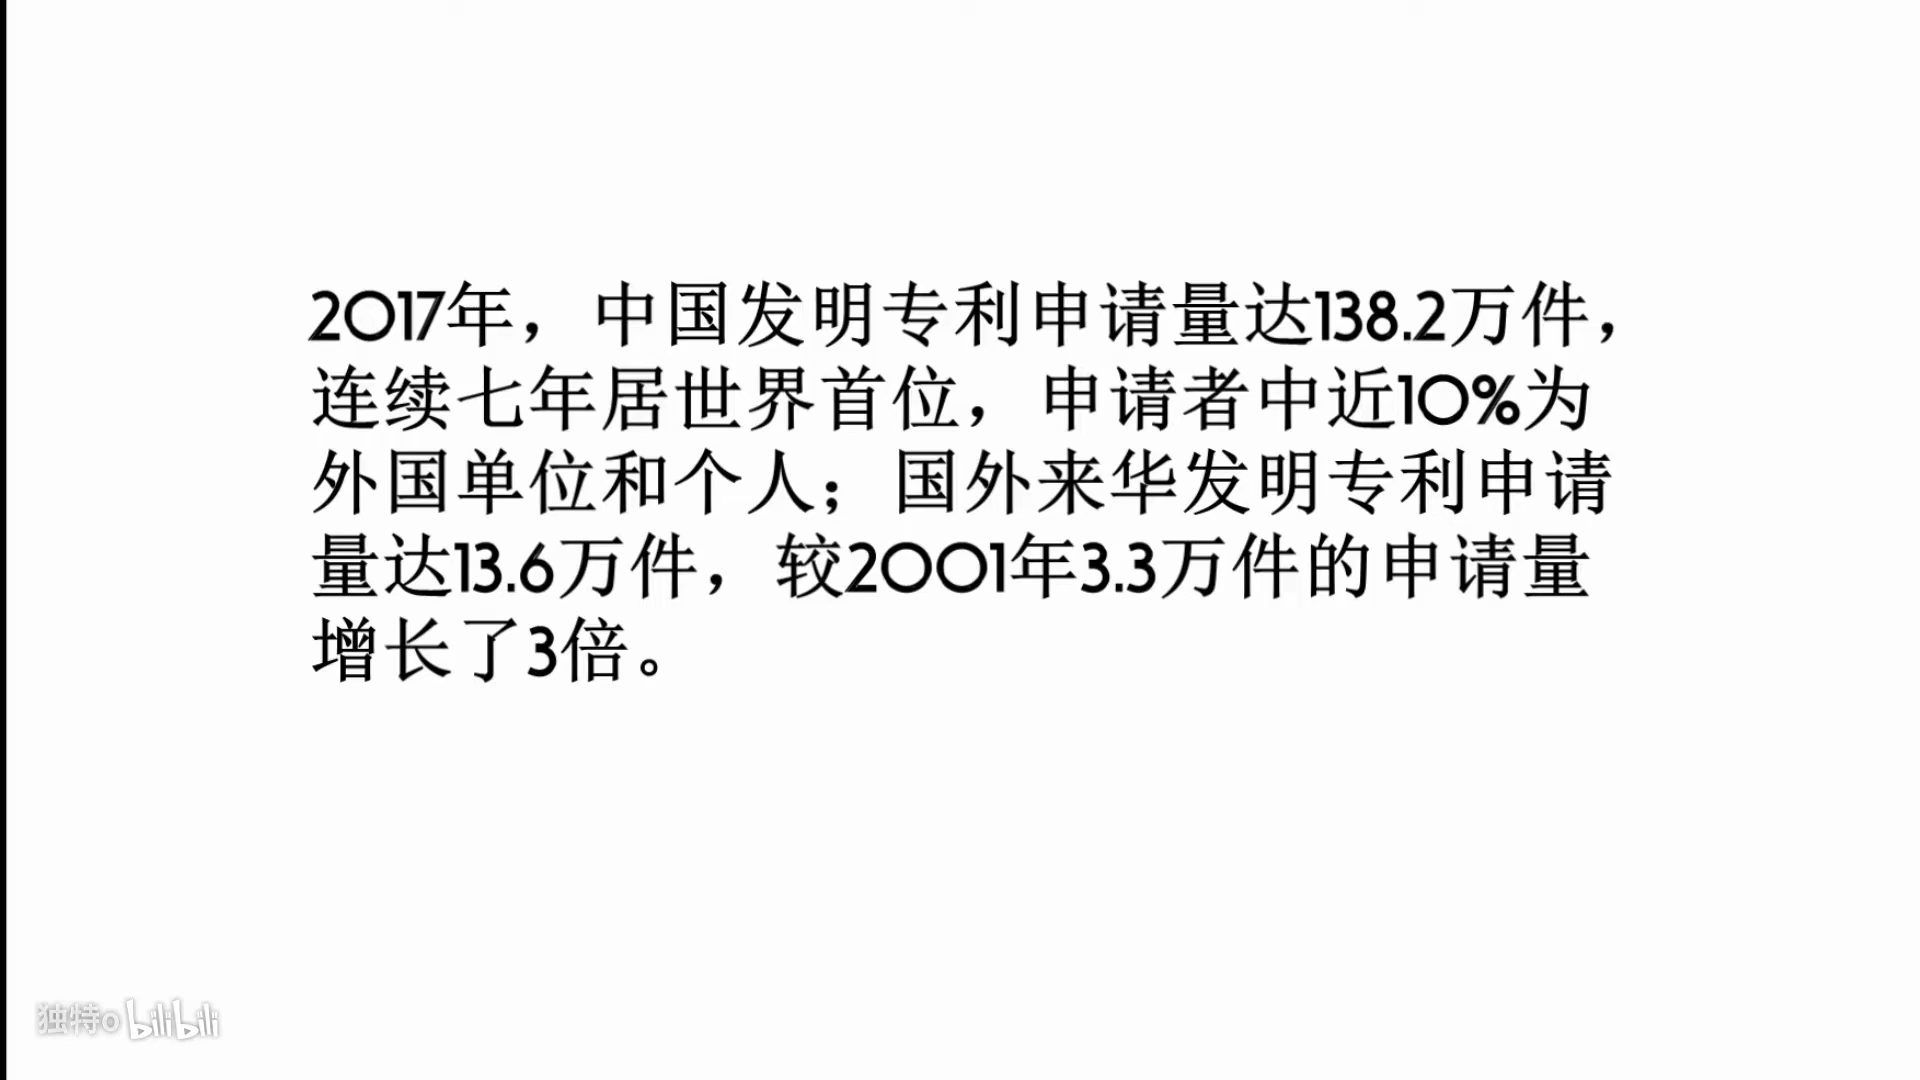 2017年，中国发明专利申请量达138.2万件，
连续七年居世界首位，申请者中近10%为
外国单位和个人；国外来华发明专利申请
量达13.6万件，较2001年3.3万件的申请量
增长了3倍。
独特o bilibili